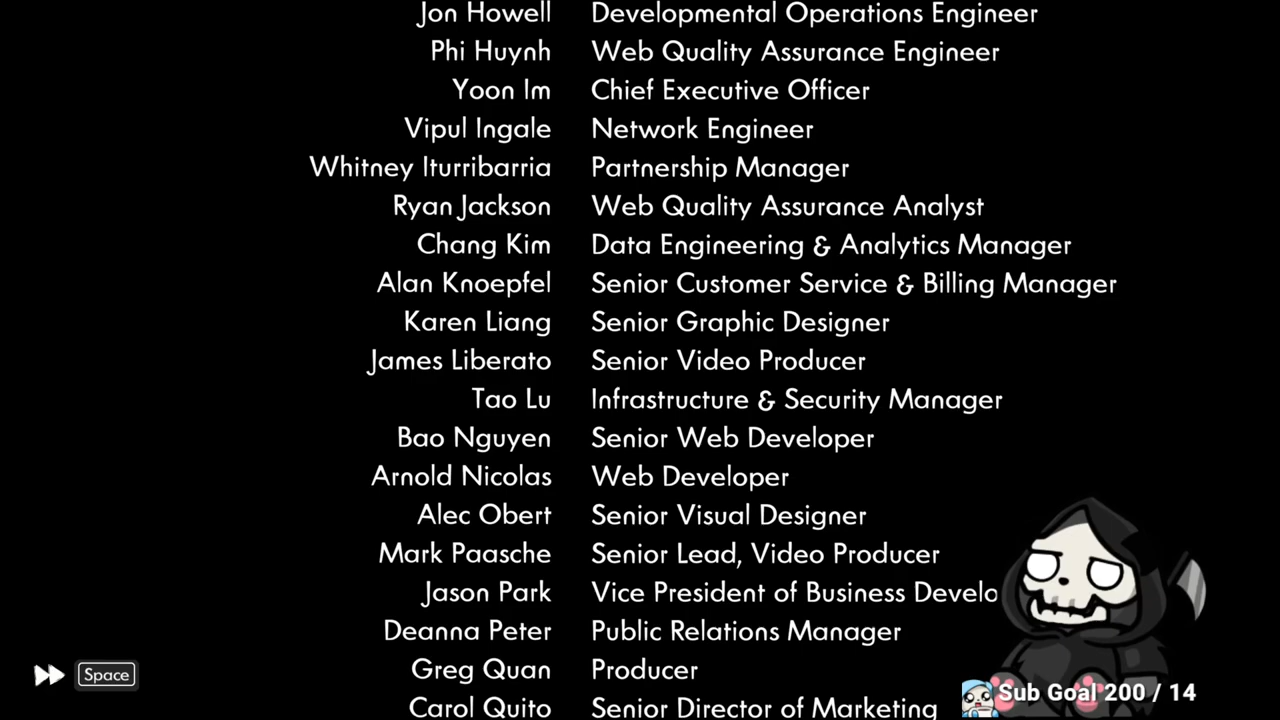 Jon Howell Developmental Operations Engineer
Phi Huynh Web Quality Assurance Engineer
Yoon Im Chief Executive Officer
Vipul Ingale Network Engineer
Whitney Iturribarria Partnership Manager
Ryan Jackson Web Quality Assurance Analyst
Chang Kim Data Engineering & Analytics Manager
Alan Knoepfel Senior Customer Service & Billing Manager
Karen Liang Senior Graphic Designer
James Liberato Senior Video Producer
Tao Lu Infrastructure & Security Manager
Bao Nguyen Senior Web Developer
Arnold Nicolas Web Developer
Alec Obert Senior Visual Designer
Mark Paasche Senior Lead, Video Producer
Jason Park Vice President of Business Develo
Deanna Peter Public Relations Manager
Greg Quan Producer
Space
Carol Quito Senior Director of Marketing
Sub Goal 200 / 14